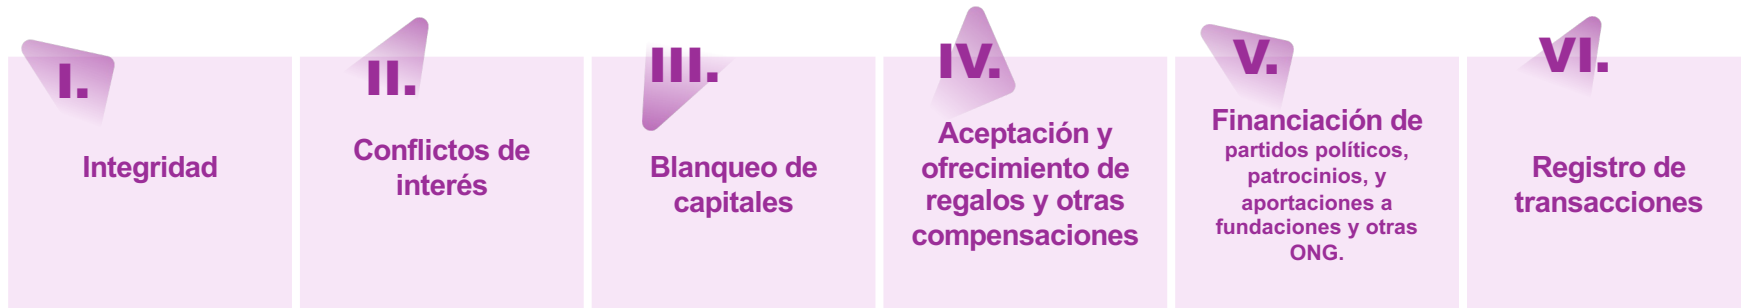 I.
Integridad
II.
Conflictos de
interés
III.
Blanqueo de
capitales
IV.
Aceptación y
ofrecimiento de
regalos y otras
compensaciones
V.
Financiación de
partidos políticos,
patrocinios, y
aportaciones a
fundaciones y otras
ONG.
VI.
Registro de
transacciones